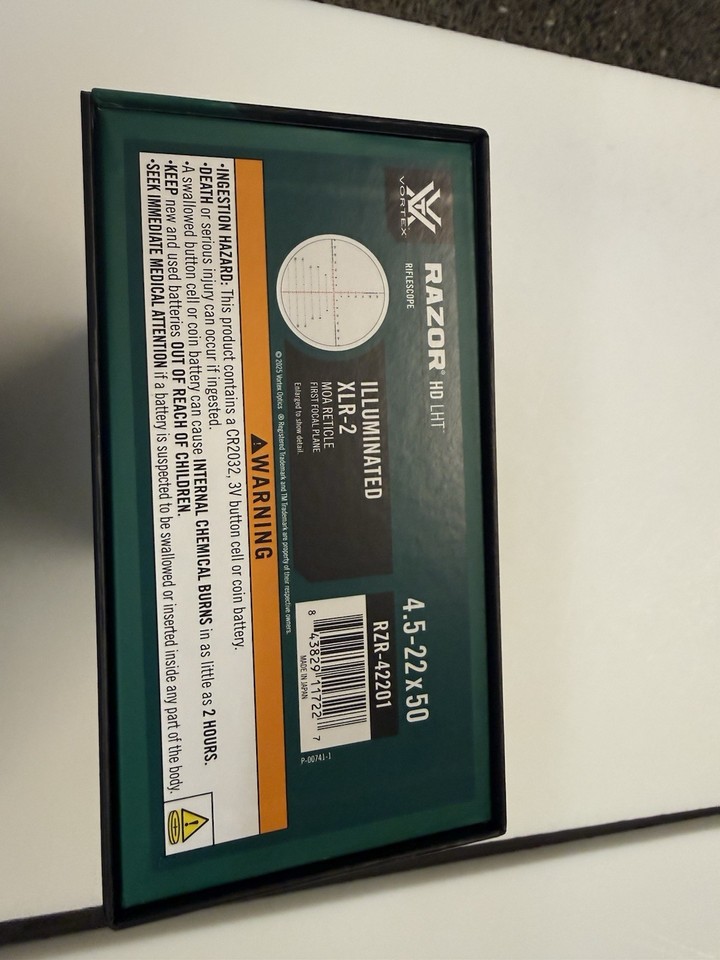 VORTEX®
RAZOR® HD LHT™
RIFLESCOPE
4.5-22x50
ILLUMINATED
XLR-2
MOA RETICLE
FIRST FOCAL PLANE
Enlarged to show detail.
RZR-42201
8 43829 11722 7
MADE IN JAPAN
P-00741-1
© 2025 Vortex Optics ® Registered Trademark and TM Trademark are property of their respective owners.
WARNING
•INGESTION HAZARD: This product contains a CR2032, 3V button cell or coin battery.
•DEATH or serious injury can occur if ingested.
•A swallowed button cell or coin battery can cause INTERNAL CHEMICAL BURNS in as little as 2 HOURS.
•KEEP new and used batteries OUT OF REACH OF CHILDREN.
•SEEK IMMEDIATE MEDICAL ATTENTION if a battery is suspected to be swallowed or inserted inside any part of the body.